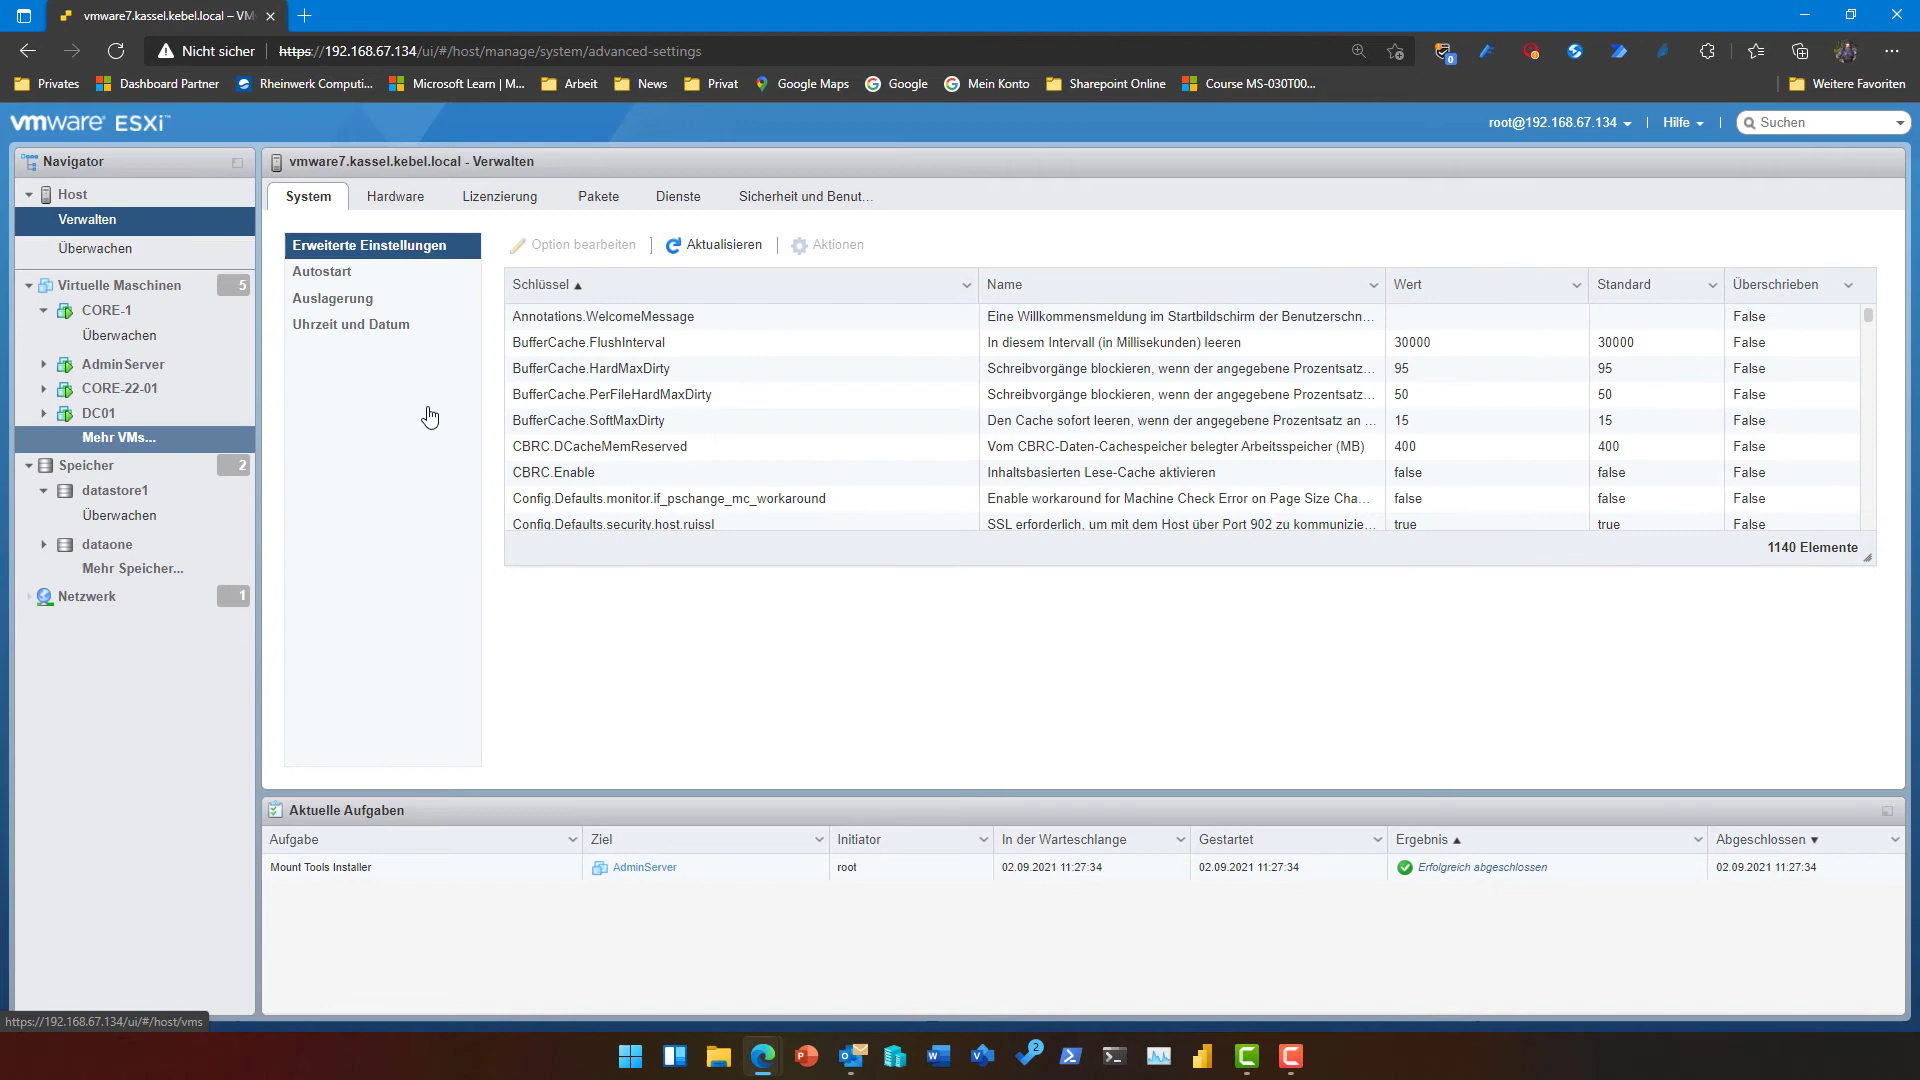 vmware7.kassel.kebel.local – VM
Nicht sicher
https://192.168.67.134/ui/#/host/manage/system/advanced-settings
0
Privates
Dashboard Partner
Rheinwerk Computi...
Microsoft Learn | M...
Arbeit
News
Privat
Google Maps
Google
Mein Konto
Sharepoint Online
Course MS-030T00...
Weitere Favoriten
vmware ESXi™
root@192.168.67.134
Hilfe
Suchen
Navigator
Host
Verwalten
Überwachen
Virtuelle Maschinen 5
CORE-1
Überwachen
AdminServer
CORE-22-01
DC01
Mehr VMs...
Speicher 2
datastore1
Überwachen
dataone
Mehr Speicher...
Netzwerk 1
vmware7.kassel.kebel.local - Verwalten
System Hardware Lizenzierung Pakete Dienste Sicherheit und Benut...
Erweiterte Einstellungen
Autostart
Auslagerung
Uhrzeit und Datum
Option bearbeiten | Aktualisieren | Aktionen
Schlüssel ▲ Name Wert Standard Überschrieben
Annotations.WelcomeMessage Eine Willkommensmeldung im Startbildschirm der Benutzerschn... False
BufferCache.FlushInterval In diesem Intervall (in Millisekunden) leeren 30000 30000 False
BufferCache.HardMaxDirty Schreibvorgänge blockieren, wenn der angegebene Prozentsatz... 95 95 False
BufferCache.PerFileHardMaxDirty Schreibvorgänge blockieren, wenn der angegebene Prozentsatz... 50 50 False
BufferCache.SoftMaxDirty Den Cache sofort leeren, wenn der angegebene Prozentsatz an ... 15 15 False
CBRC.DCacheMemReserved Vom CBRC-Daten-Cachespeicher belegter Arbeitsspeicher (MB) 400 400 False
CBRC.Enable Inhaltsbasierten Lese-Cache aktivieren false false False
Config.Defaults.monitor.if_pschange_mc_workaround Enable workaround for Machine Check Error on Page Size Cha... false false False
Config.Defaults.security.host.ruissl SSL erforderlich, um mit dem Host über Port 902 zu kommunizie... true true False
1140 Elemente
Aktuelle Aufgaben
Aufgabe Ziel Initiator In der Warteschlange Gestartet Ergebnis ▲ Abgeschlossen ▼
Mount Tools Installer AdminServer root 02.09.2021 11:27:34 02.09.2021 11:27:34 Erfolgreich abgeschlossen 02.09.2021 11:27:34
https://192.168.67.134/ui/#/host/vms
2